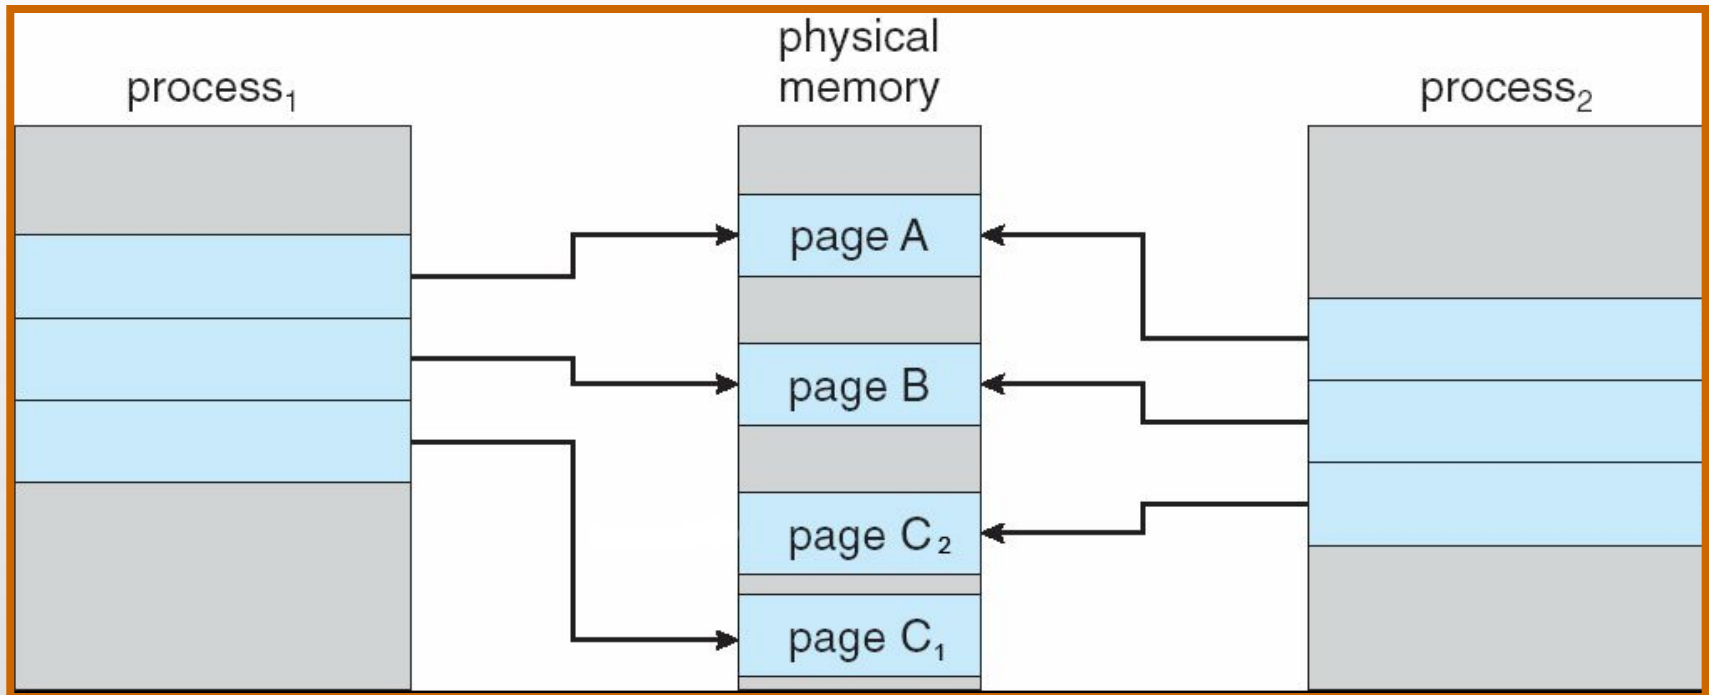 physical
memory
process₁
process₂
page A
page B
page C₂
page C₁